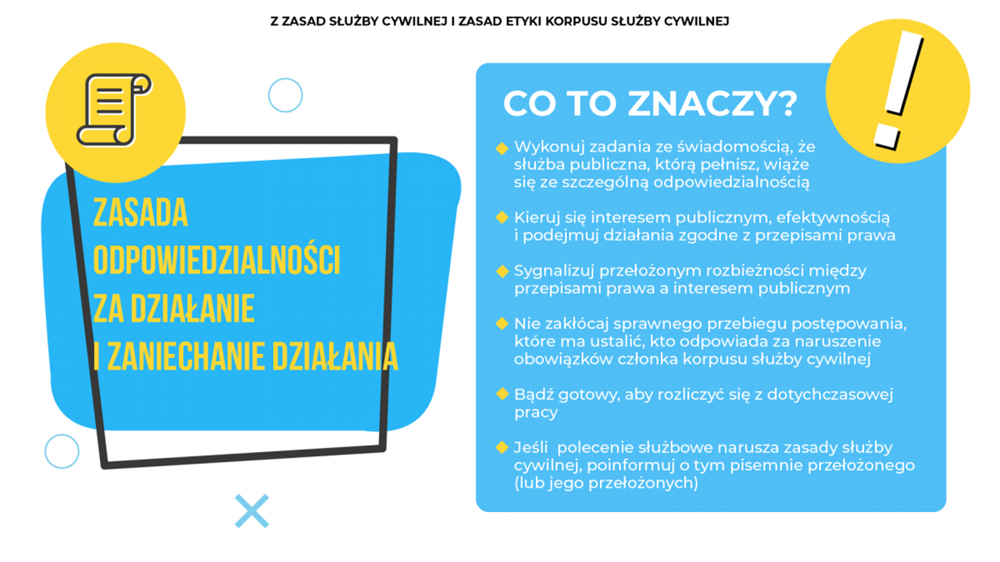 Z ZASAD SŁUŻBY CYWILNEJ I ZASAD ETYKI KORPUSU SŁUŻBY CYWILNEJ
ZASADA
ODPOWIEDZIALNOŚCI
ZA DZIAŁANIE
I ZANIECHANIE DZIAŁANIA
CO TO ZNACZY?
Wykonuj zadania ze świadomością, że
służba publiczna, którą pełnisz, wiąże
się ze szczególną odpowiedzialnością
Kieruj się interesem publicznym, efektywnością
i podejmuj działania zgodne z przepisami prawa
Sygnalizuj przełożonym rozbieżności między
przepisami prawa a interesem publicznym
Nie zakłócaj sprawnego przebiegu postępowania,
które ma ustalić, kto odpowiada za naruszenie
obowiązków członka korpusu służby cywilnej
Bądź gotowy, aby rozliczyć się z dotychczasowej
pracy
Jeśli  polecenie służbowe narusza zasady służby
cywilnej, poinformuj o tym pisemnie przełożonego
(lub jego przełożonych)